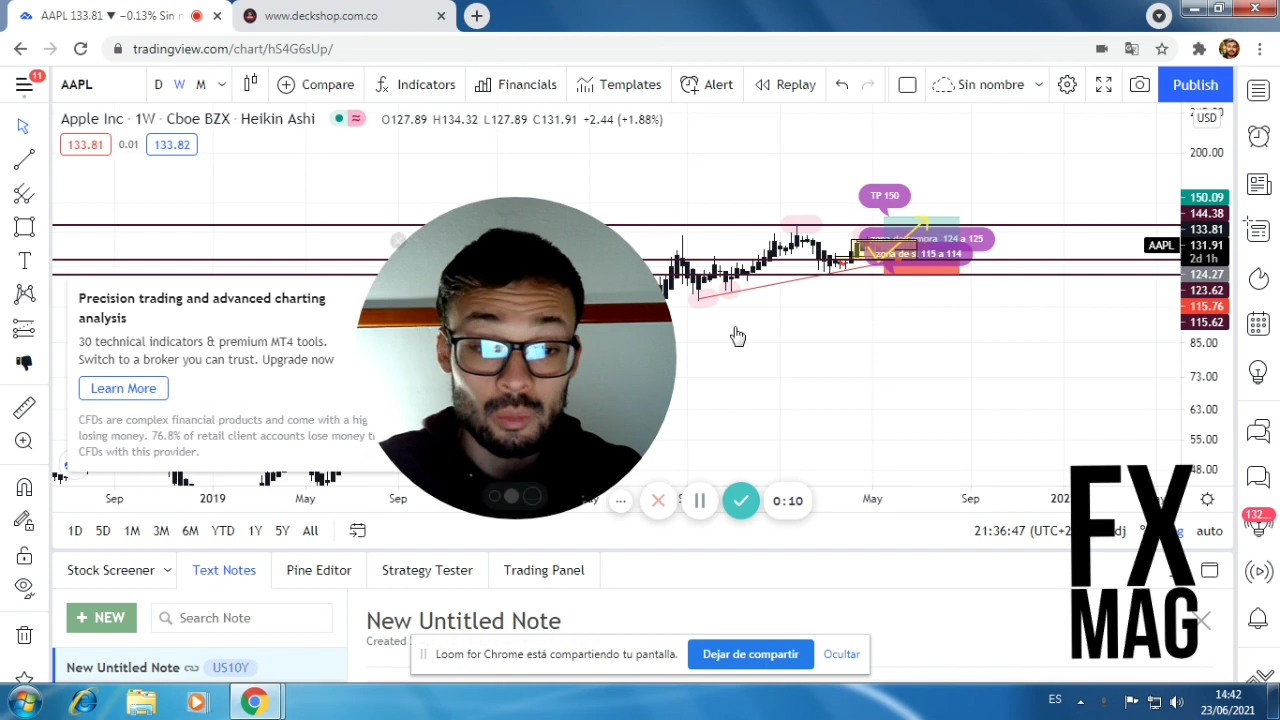 AAPL 133.81 ▼ −0.13% Sin n
www.deckshop.com.co
tradingview.com/chart/hS4G6sUp/
11
AAPL D W M Compare Indicators Financials Templates Alert Replay Sin nombre Publish
Apple Inc · 1W · Cboe BZX · Heikin Ashi O127.89 H134.32 L127.89 C131.91 +2.44 (+1.88%)
USD
133.81 0.01 133.82
200.00
TP 150
150.09
144.38
133.81
124 a 125
AAPL 131.91
2d 1h
zona de s 115 a 114
124.27
123.62
115.76
115.62
85.00
73.00
63.00
55.00
48.00
Precision trading and advanced charting
analysis
30 technical indicators & premium MT4 tools.
Switch to a broker you can trust. Upgrade now
Learn More
CFDs are complex financial products and come with a hig
losing money. 76.8% of retail client accounts lose money t
CFDs with this provider.
Sep 2019 May Sep May Sep
0:10
132
1D 5D 1M 3M 6M YTD 1Y 5Y All 21:36:47 (UTC+2 dj % auto
Stock Screener Text Notes Pine Editor Strategy Tester Trading Panel
+ NEW Search Note
New Untitled Note
Created
New Untitled Note US10Y
Loom for Chrome está compartiendo tu pantalla. Dejar de compartir Ocultar
FX
MAG
ES 14:42
23/06/2021